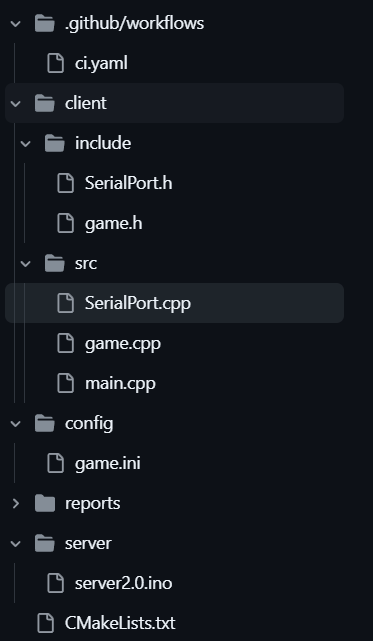 .github/workflows
ci.yaml
client
include
SerialPort.h
game.h
src
SerialPort.cpp
game.cpp
main.cpp
config
game.ini
reports
server
server2.0.ino
CMakeLists.txt